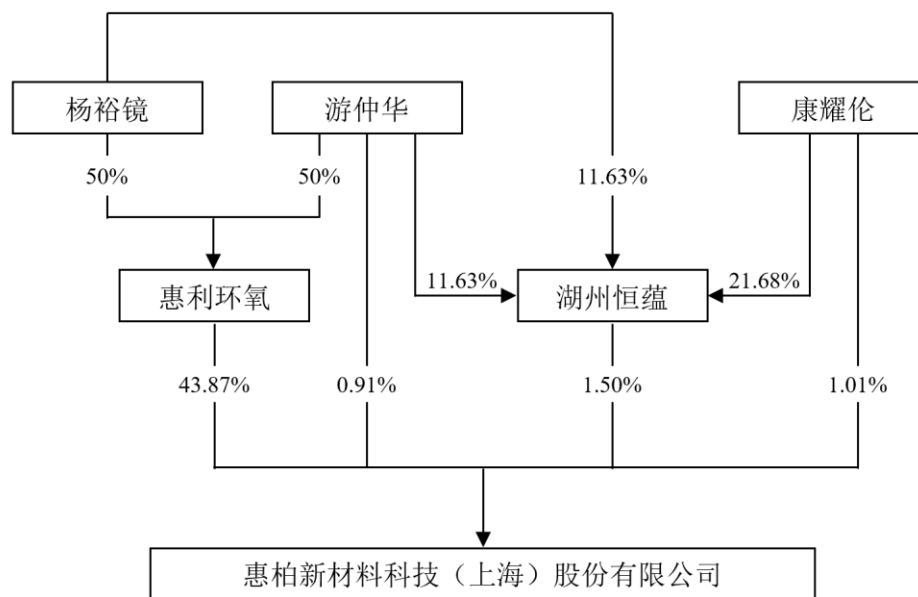 杨裕镜
游仲华
康耀伦
50%
50%
11.63%
惠利环氧
11.63%
湖州恒蕴
21.68%
43.87%
0.91%
1.50%
1.01%
惠柏新材料科技（上海）股份有限公司